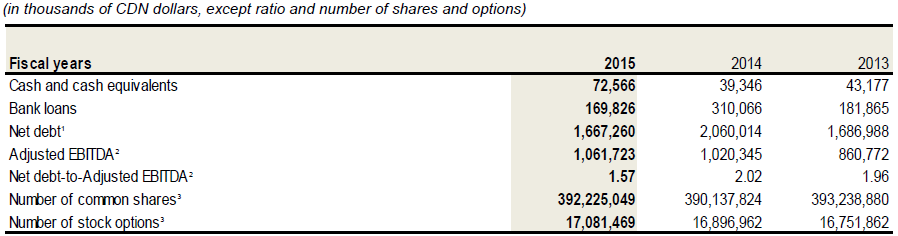 (in thousands of CDN dollars, except ratio and number of shares and options)
Fiscal years 2015 2014 2013
Cash and cash equivalents 72,566 39,346 43,177
Bank loans 169,826 310,066 181,865
Net debt¹ 1,667,260 2,060,014 1,686,988
Adjusted EBITDA² 1,061,723 1,020,345 860,772
Net debt-to-Adjusted EBITDA² 1.57 2.02 1.96
Number of common shares³ 392,225,049 390,137,824 393,238,880
Number of stock options³ 17,081,469 16,896,962 16,751,862